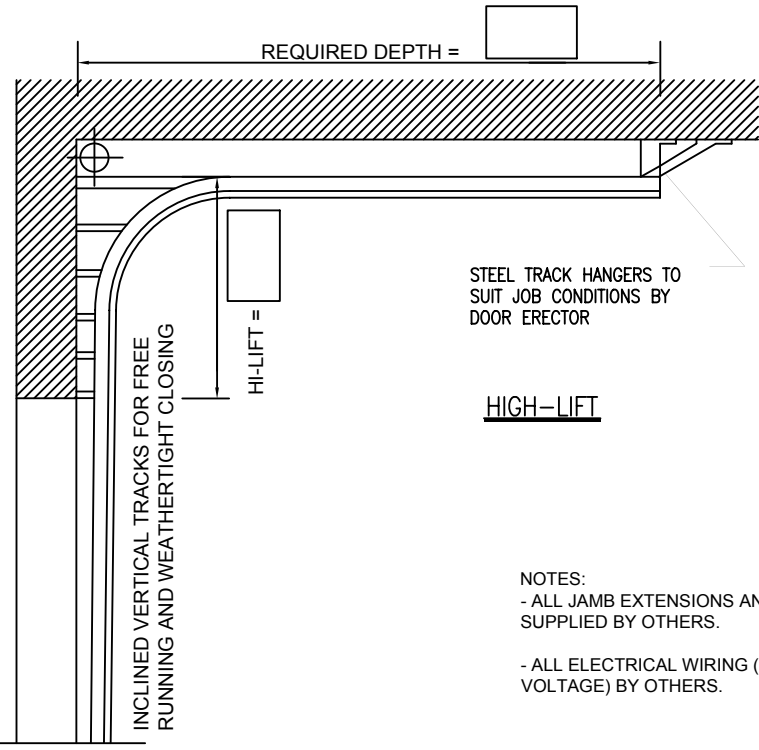 REQUIRED DEPTH =
HI-LIFT =
INCLINED VERTICAL TRACKS FOR FREE
RUNNING AND WEATHERTIGHT CLOSING
STEEL TRACK HANGERS TO
SUIT JOB CONDITIONS BY
DOOR ERECTOR
HIGH-LIFT
NOTES:
- ALL JAMB EXTENSIONS
SUPPLIED BY OTHERS.
- ALL ELECTRICAL WIRING (
VOLTAGE) BY OTHERS.